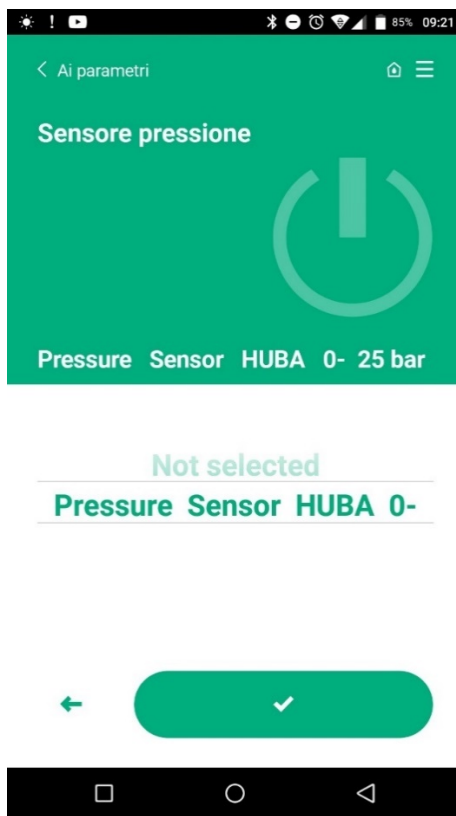 85% 09:21
Ai parametri
Sensore pressione
Pressure Sensor HUBA 0- 25 bar
Not selected
Pressure Sensor HUBA 0-